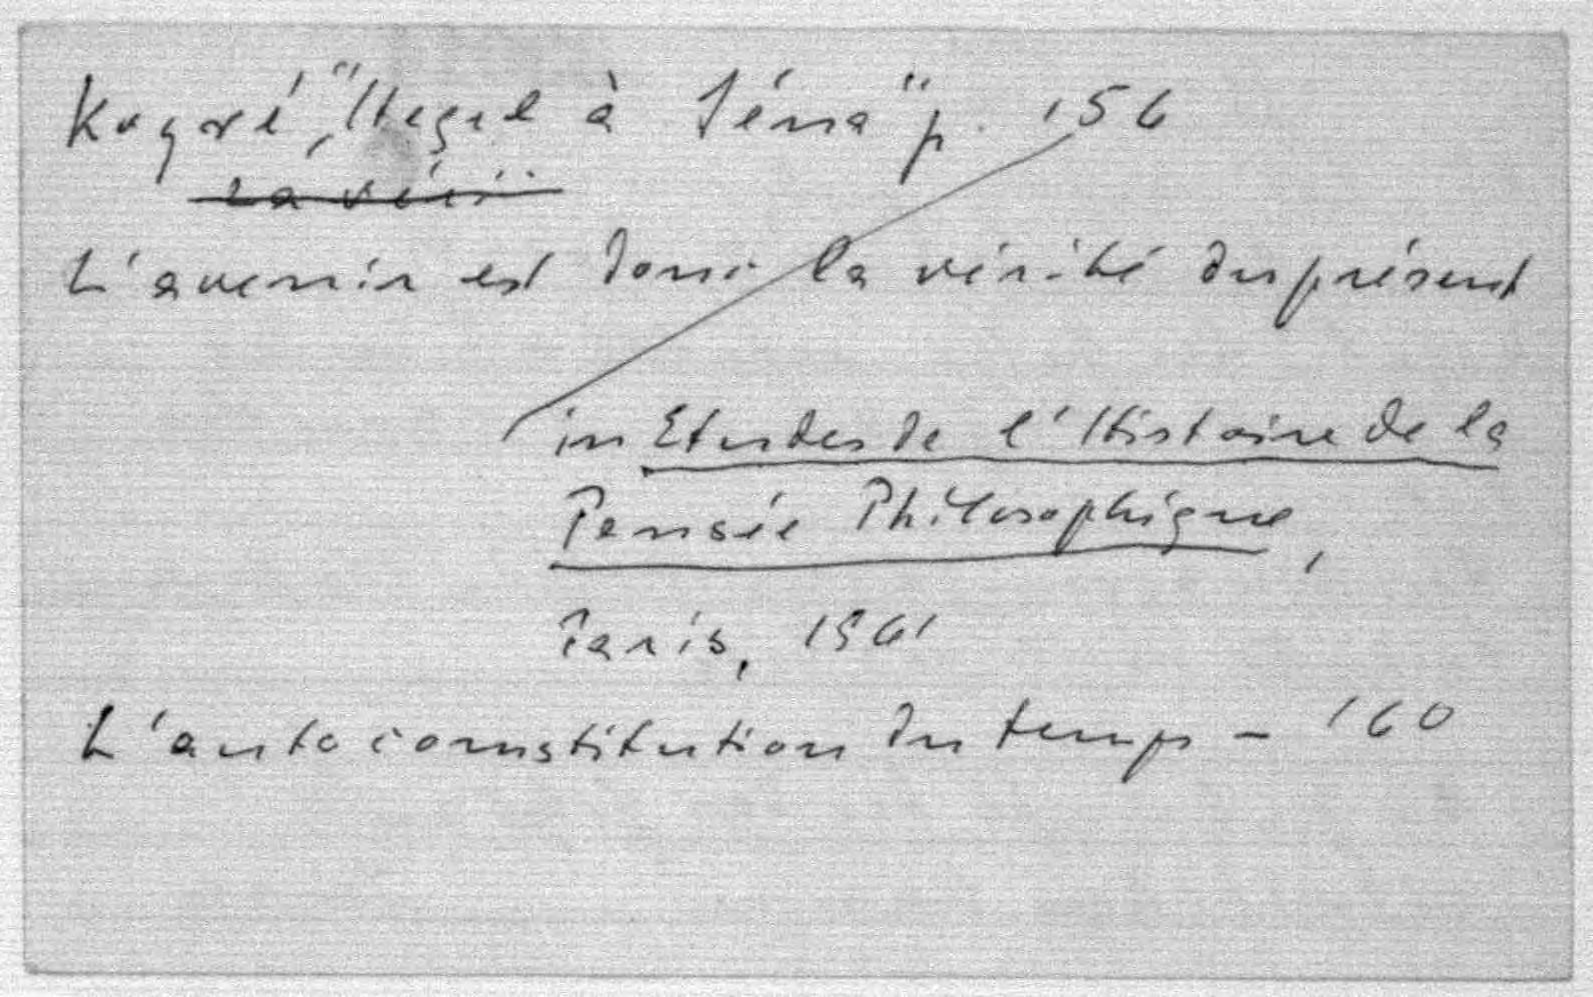 Koyré, "Hegel à Iéna" p. 156
L'avenir est donc la vérité du présent
in Etudes de l'Histoire de la
Pensée Philosophique,
Paris, 1961
L'autoconstitution du temps - 160